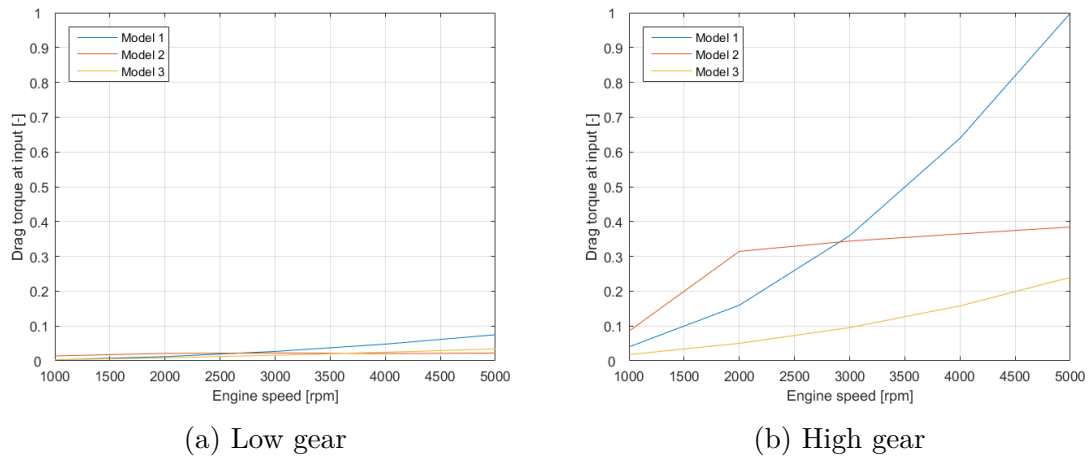 1
0.9
0.8
0.7
0.6
0.5
0.4
0.3
0.2
0.1
0
Drag torque at input [-]
Model 1
Model 2
Model 3
1000 1500 2000 2500 3000 3500 4000 4500 5000
Engine speed [rpm]
(a) Low gear
1
0.9
0.8
0.7
0.6
0.5
0.4
0.3
0.2
0.1
0
Drag torque at input [-]
Model 1
Model 2
Model 3
1000 1500 2000 2500 3000 3500 4000 4500 5000
Engine speed [rpm]
(b) High gear